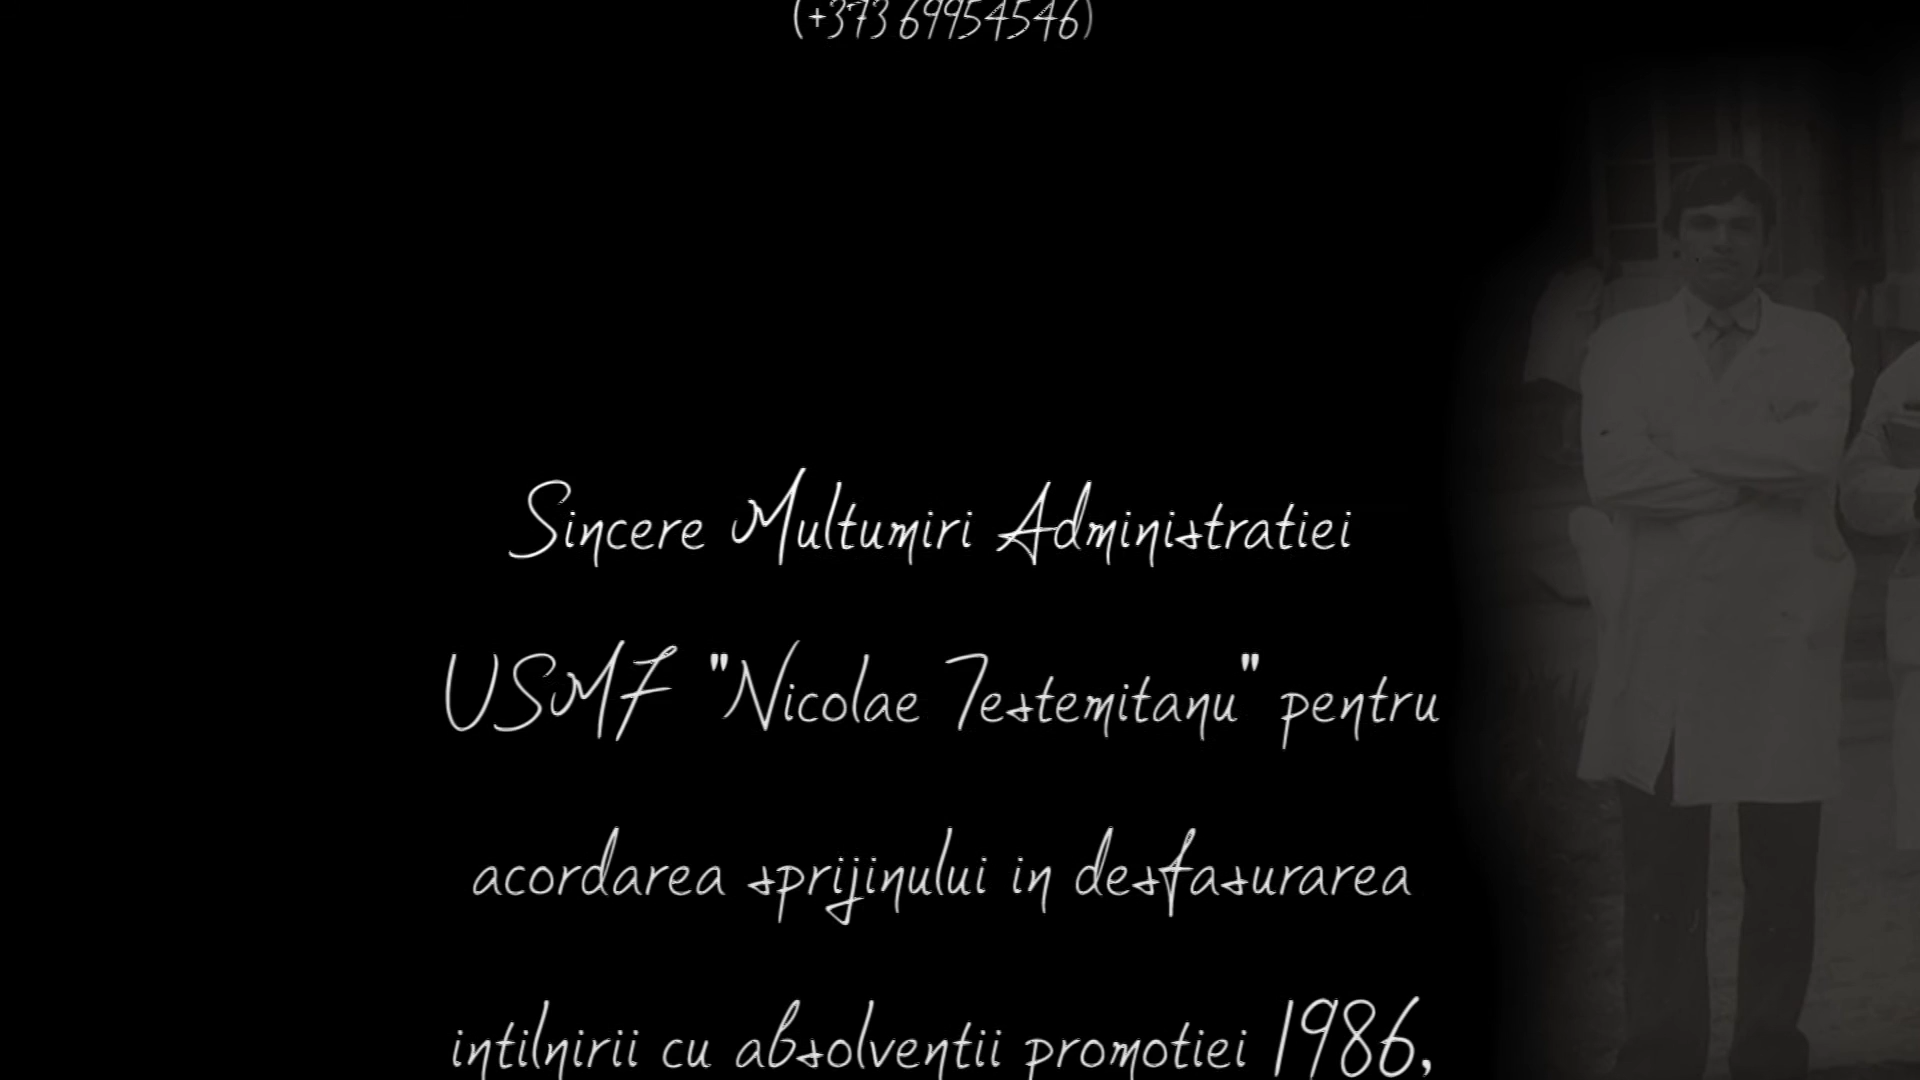 (+373 69954546)
Sincere Multumiri Administratiei
USMF "Nicolae Testemitanu" pentru
acordarea sprijinului in desfasurarea
intilnirii cu absolventii promotiei 1986,